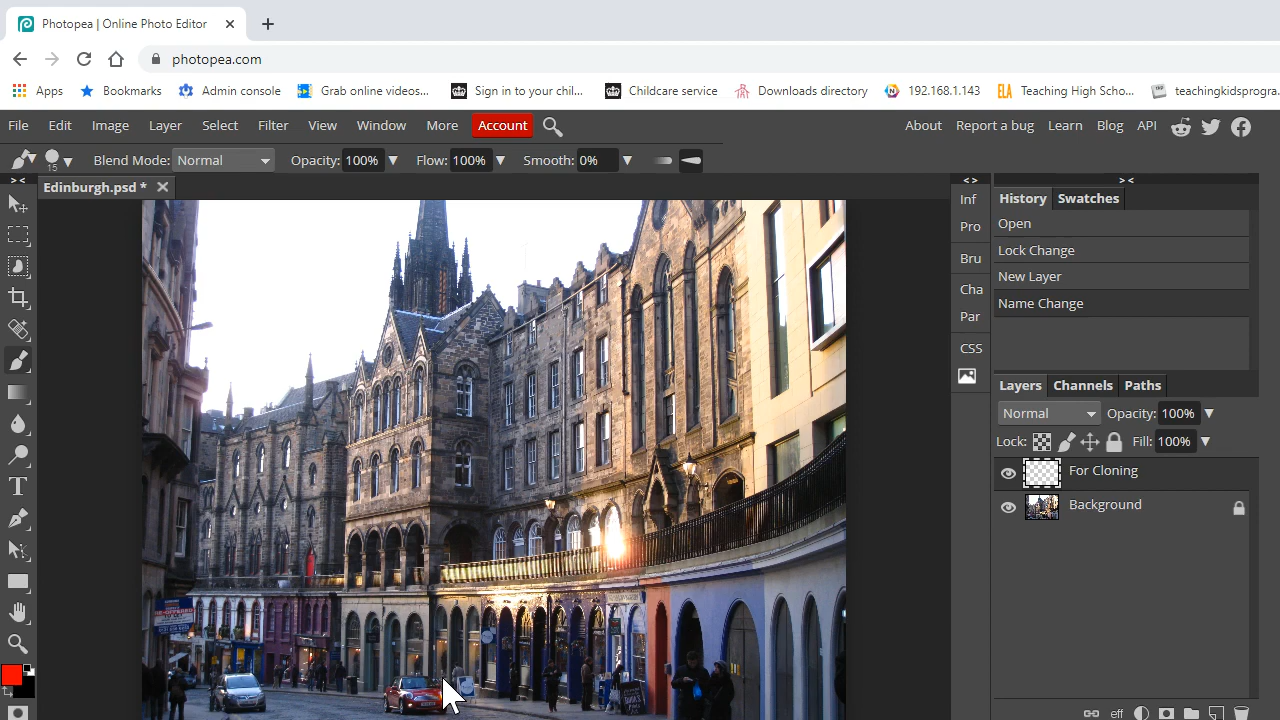 Photopea | Online Photo Editor
photopea.com
Apps Bookmarks Admin console Grab online videos... Sign in to your chil... Childcare service Downloads directory 192.168.1.143 Teaching High Scho... teachingkidsprogra
File Edit Image Layer Select Filter View Window More Account About Report a bug Learn Blog API
15 Blend Mode: Normal Opacity: 100% Flow: 100% Smooth: 0%
> < Edinburgh.psd * < > > <
Inf History Swatches
Pro Open
Bru Lock Change
Cha New Layer
Par Name Change
CSS
Layers Channels Paths
Normal Opacity: 100%
Lock: Fill: 100%
For Cloning
Background
eff